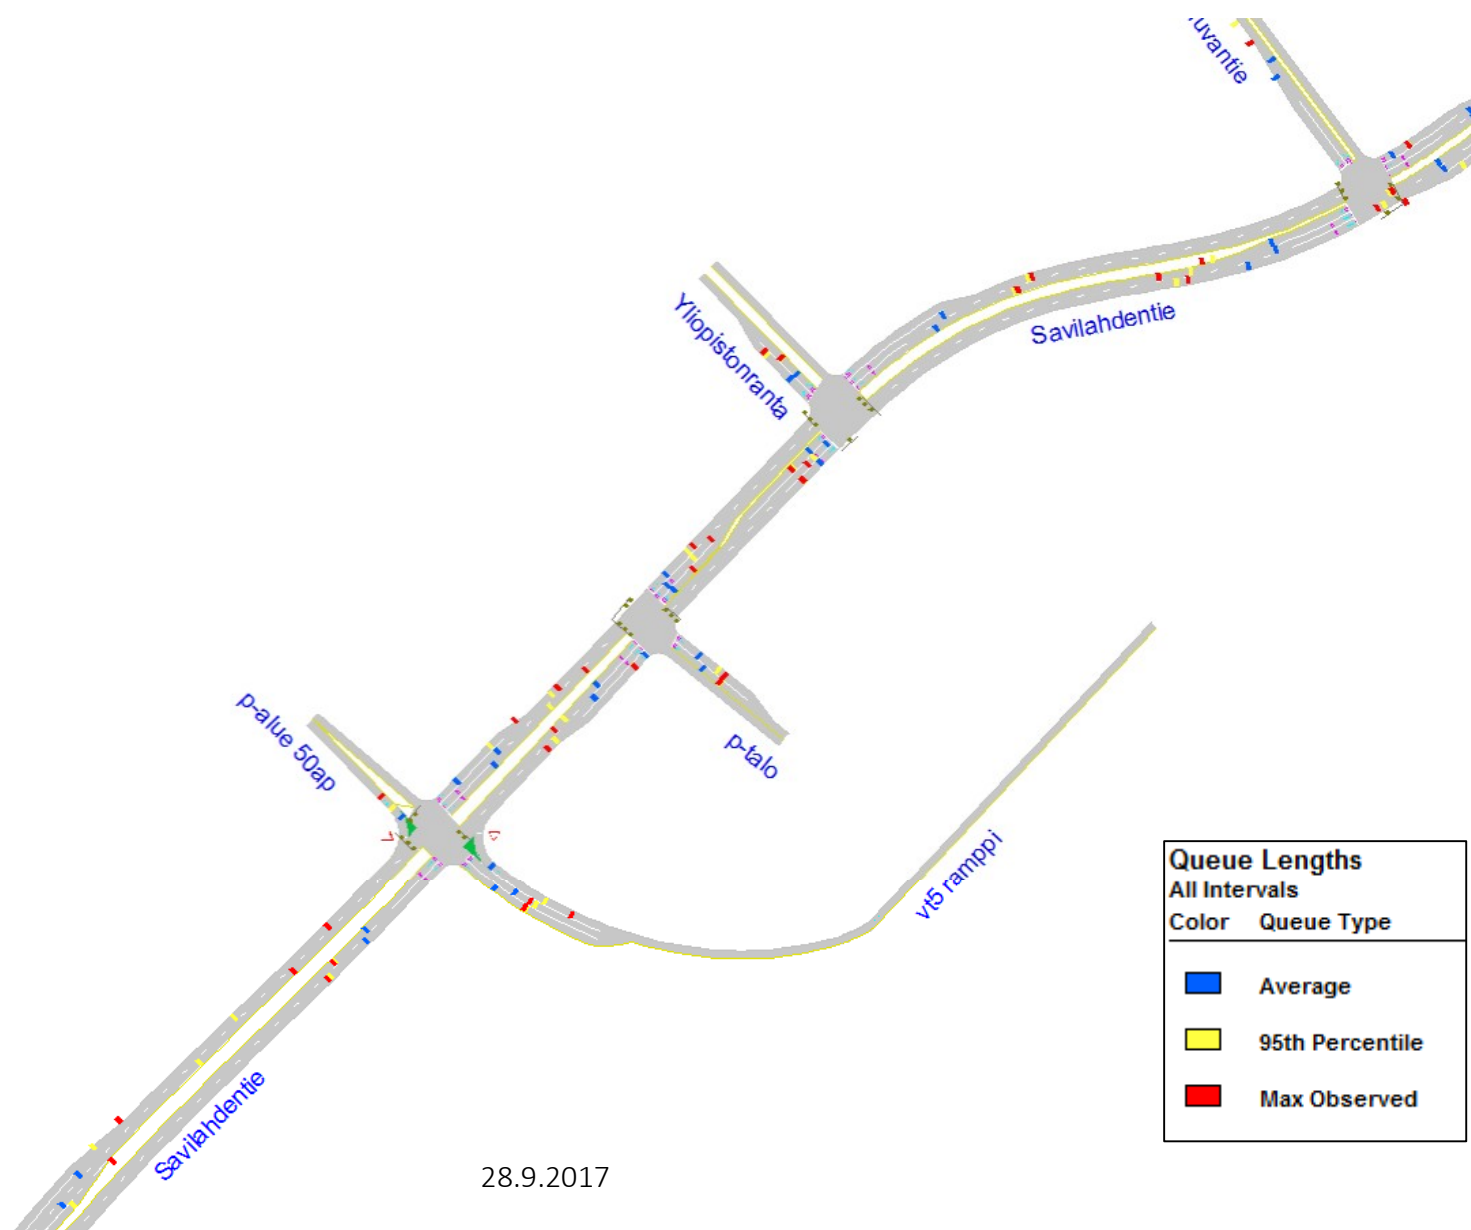 uvantie
Yliopistonranta
Savilahdentie
p-alue 50ap
p-talo
vt5 ramppi
Savilahdentie
Queue Lengths
All Intervals
Color Queue Type
Average
95th Percentile
Max Observed
28.9.2017